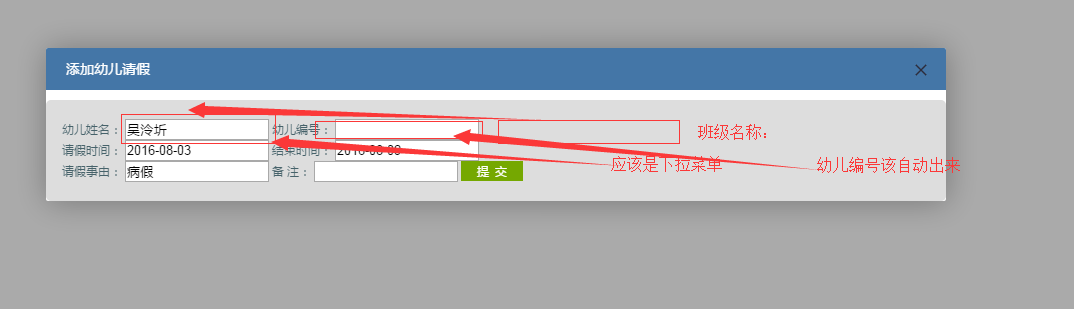 添加幼儿请假
幼儿姓名： 吴泠圻 幼儿编号： 班级名称：
请假时间： 2016-08-03 结束时间：
应该是下拉菜单 幼儿编号该自动出来
请假事由： 病假 备 注： 提 交